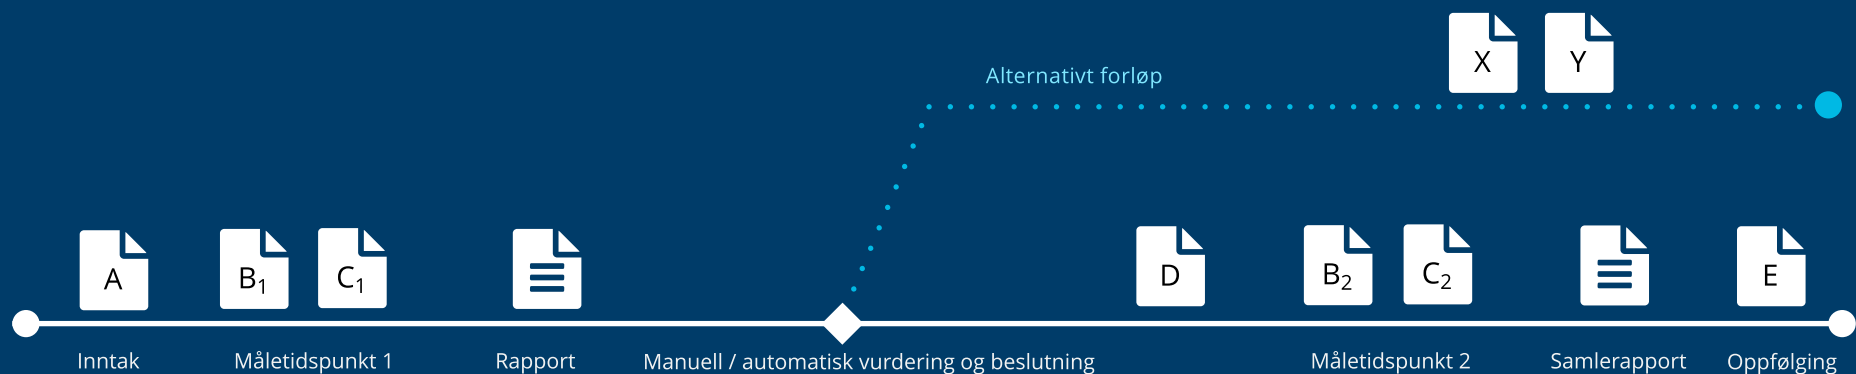 X Y
Alternativt forløp
A B₁ C₁ D B₂ C₂ E
Inntak Måletidspunkt 1 Rapport Manuell / automatisk vurdering og beslutning Måletidspunkt 2 Samlerapport Oppfølging